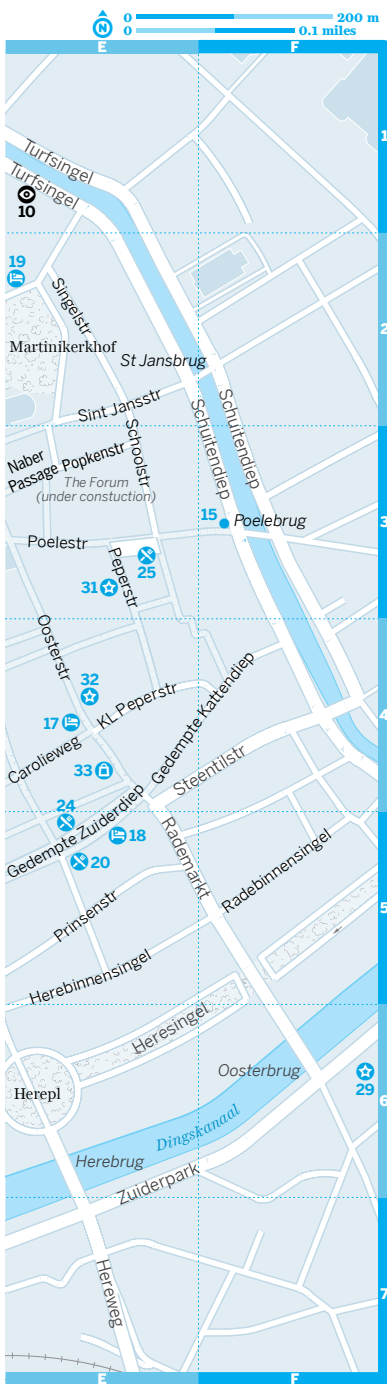 N
0
200 m
0
0.1 miles
E
F
1
Turfsingel
Turfsingel
10
19
Singelstr
2
Martinikerkhof
St Jansbrug
Sint Jansstr
Schoolstr
Schuitendiep
Schuitendiep
Naber
Passage Popkenstr
The Forum
(under constuction)
15
Poelebrug
3
Poelestr
Peperstr
25
31
Oosterstr
32
17
KL Peperstr
Gedempte Kattendiep
4
Carolieweg
33
Steentilstr
24
Gedempte Zuiderdiep
18
20
Rademarkt
Radebinnensingel
5
Prinsenstr
Herebinnensingel
Heresingel
Oosterbrug
29
6
Herepl
Dingskanaal
Herebrug
Zuiderpark
Hereweg
7
E
F